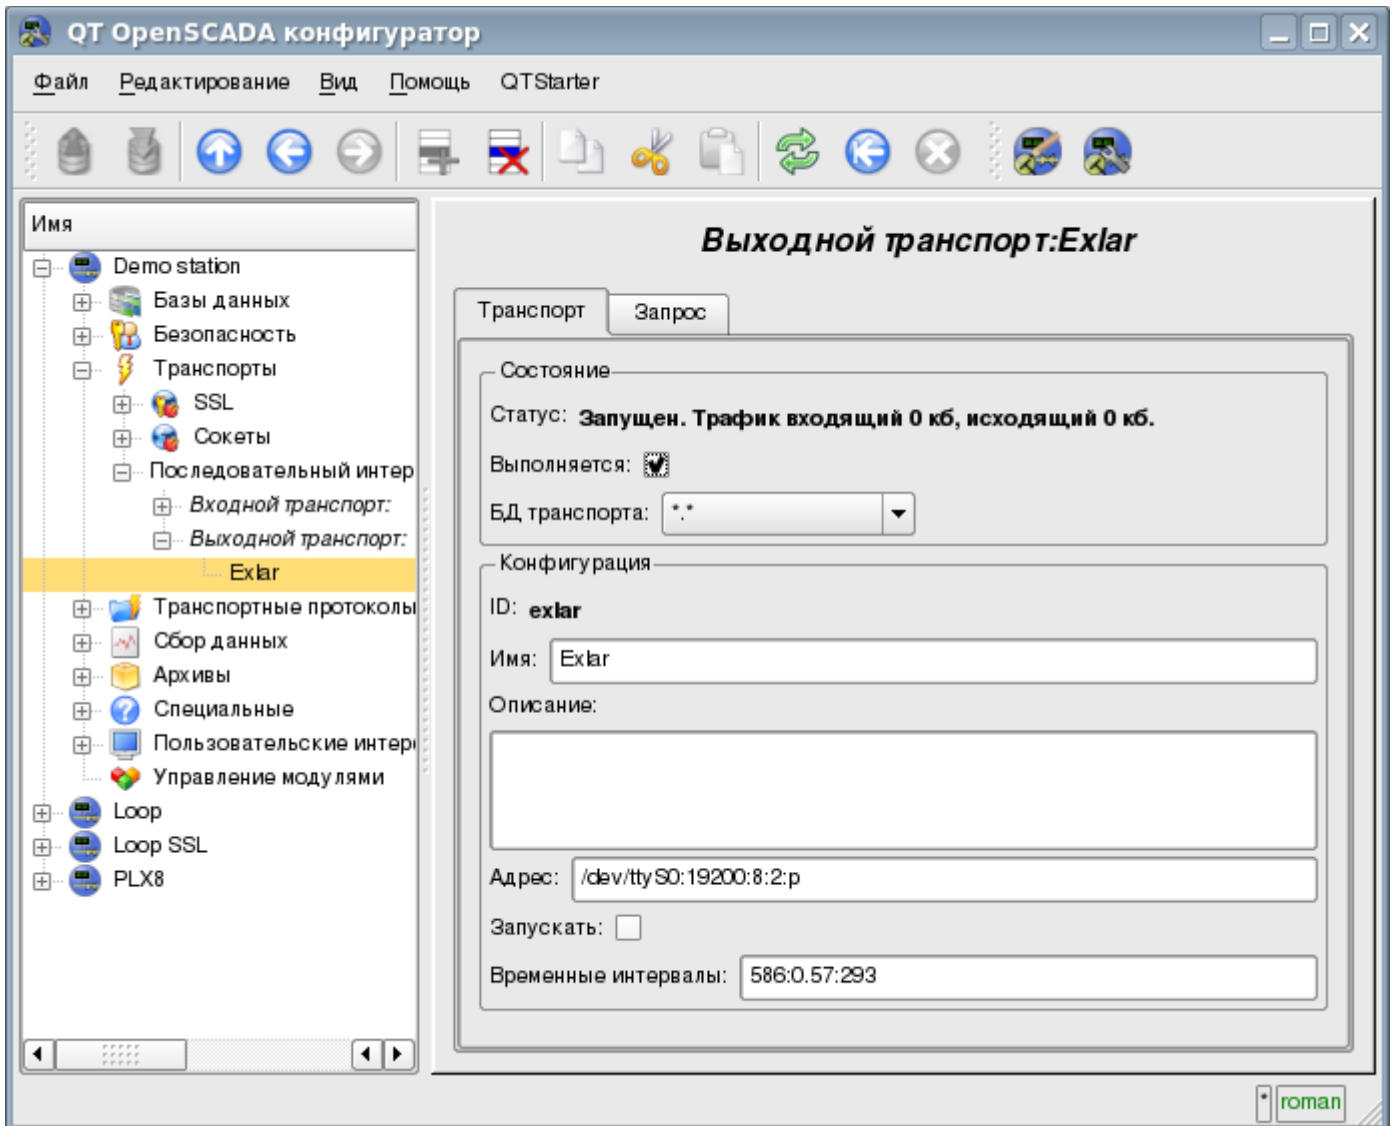 QT OpenSCADA конфигуратор
Файл Редактирование Вид Помощь QTStarter
Имя
Demo station
Базы данных
Безопасность
Транспорты
SSL
Сокеты
Последовательный интер
Входной транспорт:
Выходной транспорт:
Exlar
Транспортные протоколы
Сбор данных
Архивы
Специальные
Пользовательские интер
Управление модулями
Loop
Loop SSL
PLX8
Выходной транспорт:Exlar
Транспорт Запрос
Состояние
Статус: Запущен. Трафик входящий 0 кб, исходящий 0 кб.
Выполняется:
БД транспорта: *.*
Конфигурация
ID: exlar
Имя: Exlar
Описание:
Адрес: /dev/ttyS0:19200:8:2:p
Запускать:
Временные интервалы: 586:0.57:293
* roman